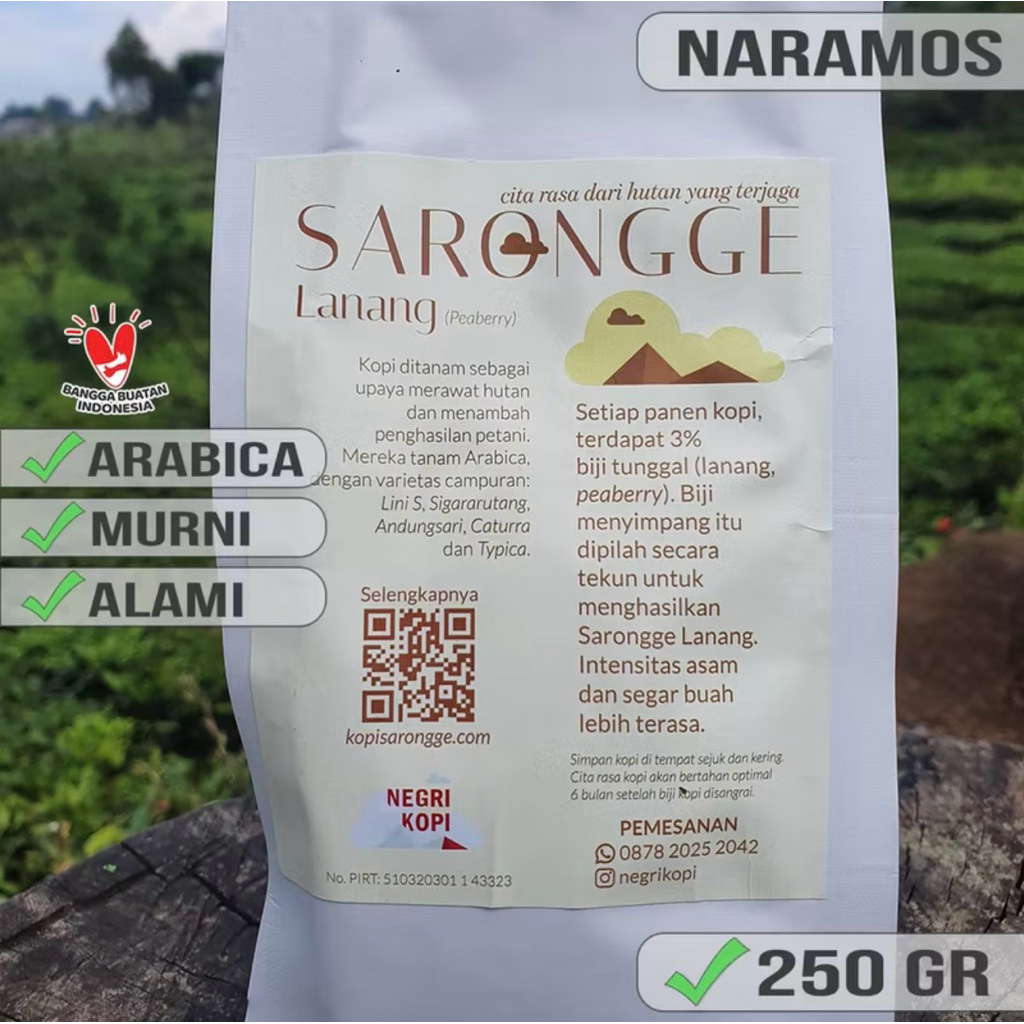 NARAMOS
cita rasa dari hutan yang terjaga
SARONGGE
Lanang (Peaberry)
Kopi ditanam sebagai
upaya merawat hutan
dan menambah
penghasilan petani.
Mereka tanam Arabica,
dengan varietas campuran:
Lini S, Sigararutang,
Andungsari, Caturra
dan Typica.
Selengkapnya
kopisarongge.com
NEGRI
KOPI
No. PIRT: 510320301 1 43323
Setiap panen kopi,
terdapat 3%
biji tunggal (lanang,
peaberry). Biji
menyimpang itu
dipilah secara
tekun untuk
menghasilkan
Sarongge Lanang.
Intensitas asam
dan segar buah
lebih terasa.
Simpan kopi di tempat sejuk dan kering.
Cita rasa kopi akan bertahan optimal
6 bulan setelah biji kopi disangrai.
PEMESANAN
0878 2025 2042
negrikopi
BANGGA BUATAN
INDONESIA
ARABICA
MURNI
ALAMI
250 GR